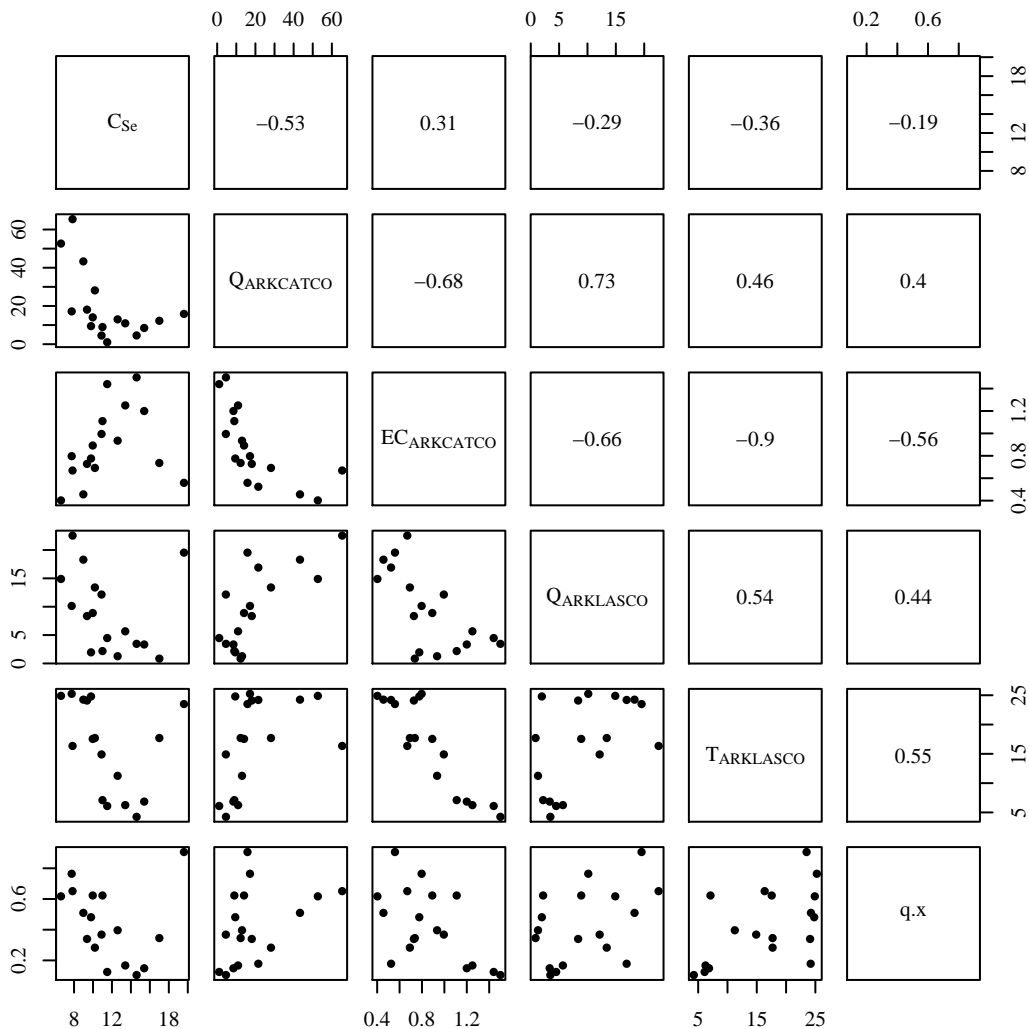 0 20 40 60
0 5 15
0.2 0.6
C_Se −0.53 0.31 −0.29 −0.36 −0.19
8 12 18
0 20 40 60
Q_ARKCATCO −0.68 0.73 0.46 0.4
EC_ARKCATCO −0.66 −0.9 −0.56
0.4 0.8 1.2
0 5 15
Q_ARKLASCO 0.54 0.44
T_ARKLASCO 0.55
5 15 25
0.2 0.6
q.x
8 12 18
0.4 0.8 1.2
5 15 25